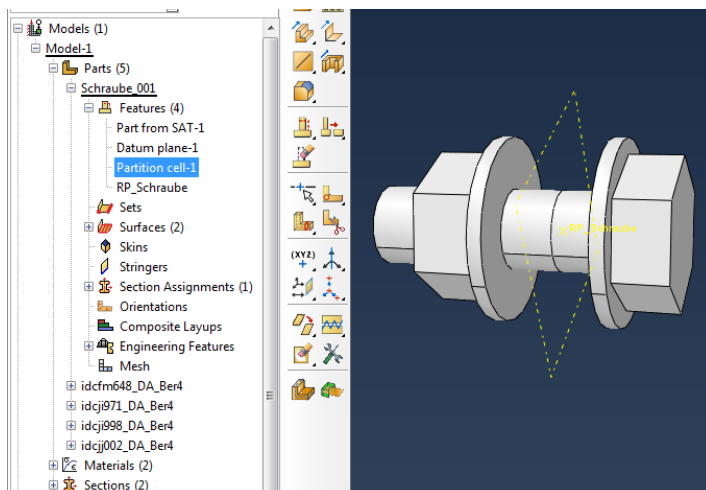 Models (1)
Model-1
Parts (5)
Schraube_001
Features (4)
Part from SAT-1
Datum plane-1
Partition cell-1
RP_Schraube
Sets
Surfaces (2)
Skins
Stringers
Section Assignments (1)
Orientations
Composite Layups
Engineering Features
Mesh
idcfm648_DA_Ber4
idcji971_DA_Ber4
idcji998_DA_Ber4
idcjj002_DA_Ber4
Materials (2)
Sections (2)
(XYZ)
RP_Schraube